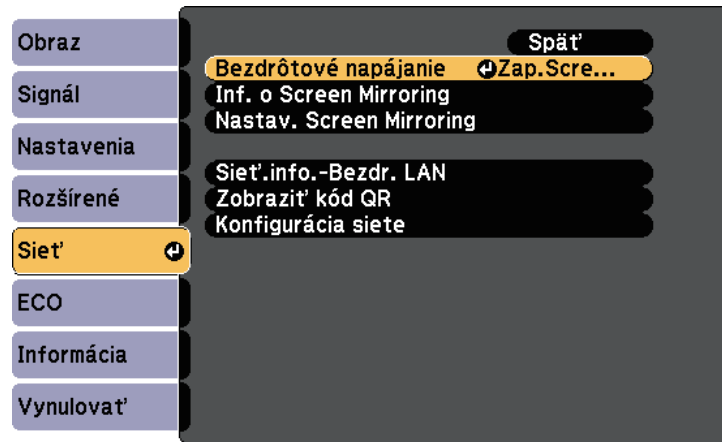 Obraz
Signál
Nastavenia
Rozšírené
Sieť
ECO
Informácia
Vynulovať
Späť
Bezdrôtové napájanie Zap.Scre...
Inf. o Screen Mirroring
Nastav. Screen Mirroring
Sieť.info.-Bezdr. LAN
Zobraziť kód QR
Konfigurácia siete